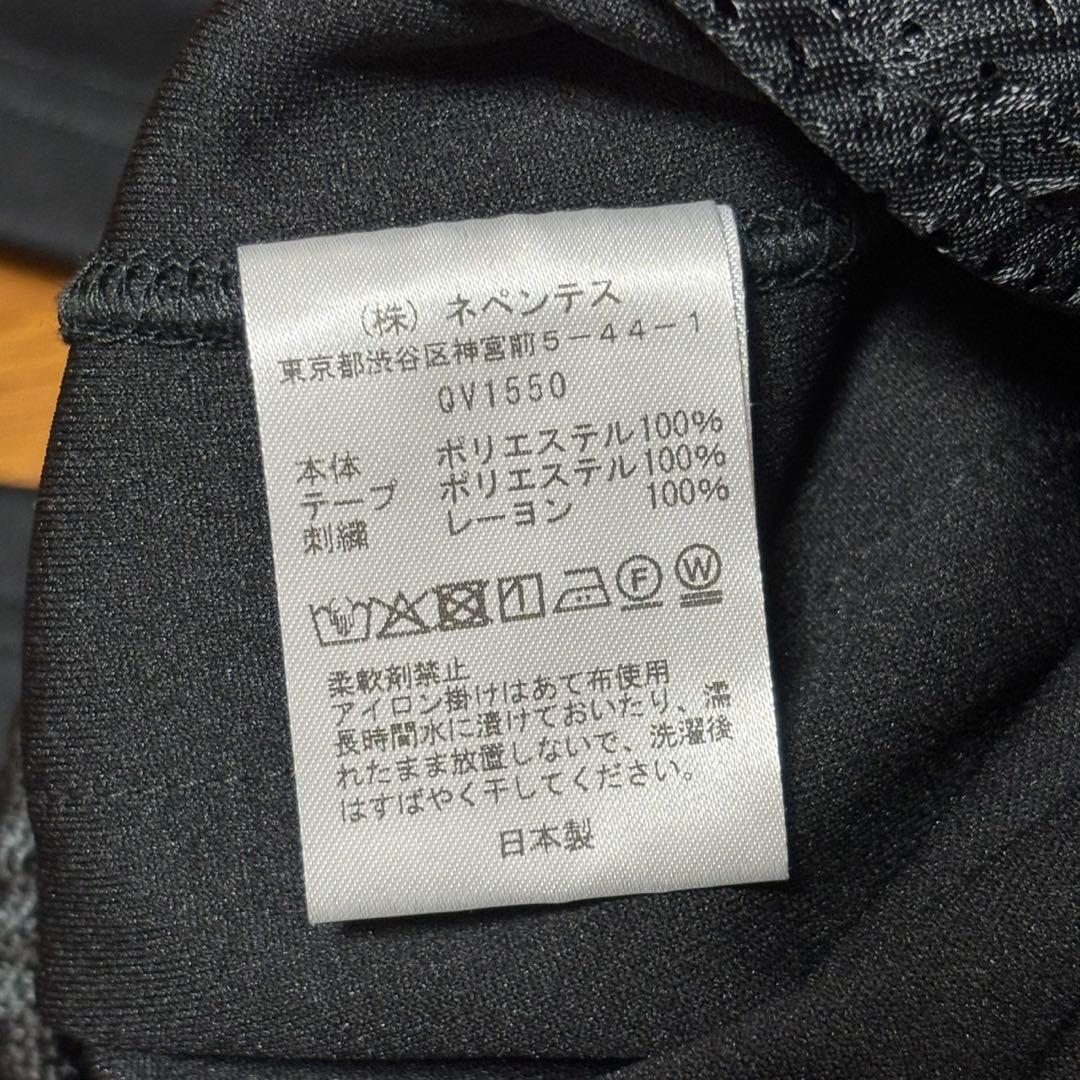 (株) ネペンテス
東京都渋谷区神宮前5-44-1
QV1550
本体 ポリエステル100%
テープ ポリエステル100%
刺繍 レーヨン 100%
F W
柔軟剤禁止
アイロン掛けはあて布使用
長時間水に漬けておいたり、濡
れたまま放置しないで、洗濯後
はすばやく干してください。
日本製